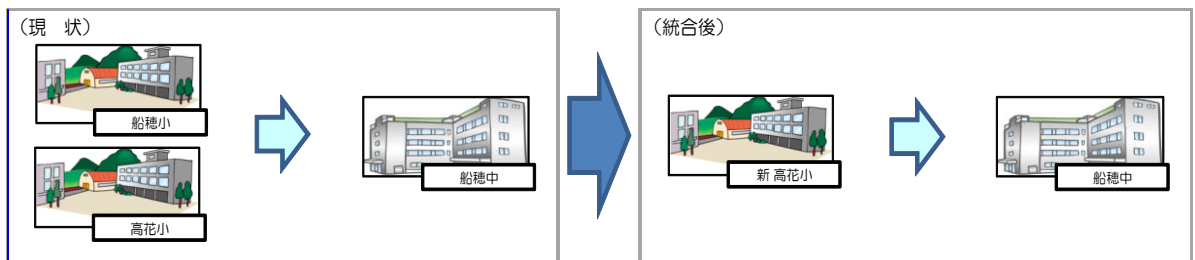 （現　状）
船穂小
高花小
船穂中
（統合後）
新 高花小
船穂中